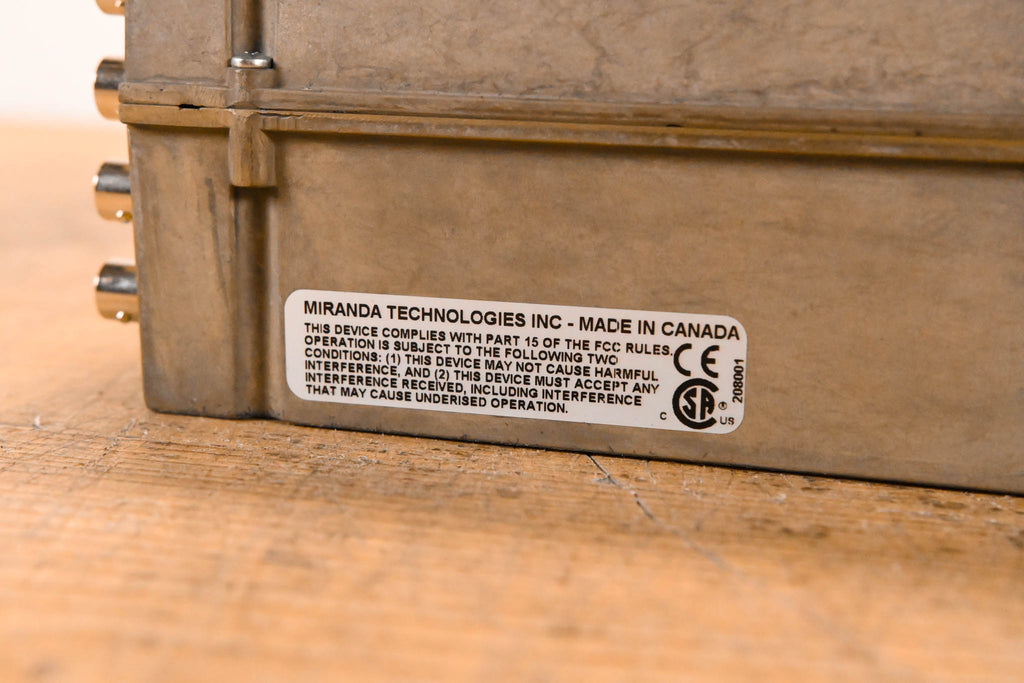 MIRANDA TECHNOLOGIES INC - MADE IN CANADA
THIS DEVICE COMPLIES WITH PART 15 OF THE FCC RULES.
OPERATION IS SUBJECT TO THE FOLLOWING TWO
CONDITIONS: (1) THIS DEVICE MAY NOT CAUSE HARMFUL
INTERFERENCE, AND (2) THIS DEVICE MUST ACCEPT ANY
INTERFERENCE RECEIVED, INCLUDING INTERFERENCE
THAT MAY CAUSE UNDERISED OPERATION.
CE
C SA ® US
208001